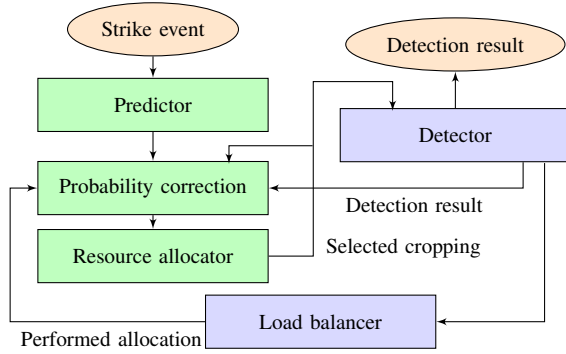 Strike event
Detection result
Predictor
Detector
Probability correction
Detection result
Resource allocator
Selected cropping
Load balancer
Performed allocation